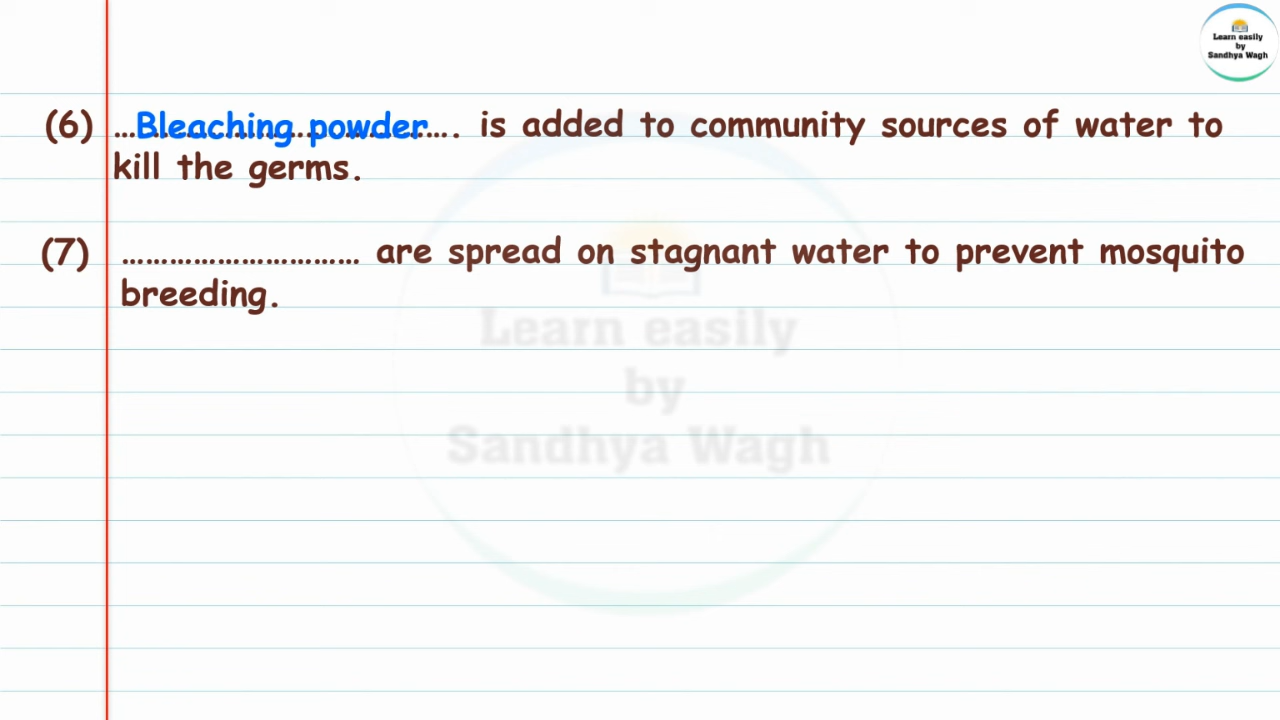 Learn easily
by
Sandhya Wagh
(6) ...Bleaching powder.... is added to community sources of water to
kill the germs.
(7) ................................ are spread on stagnant water to prevent mosquito
breeding.
Learn easily
by
Sandhya Wagh